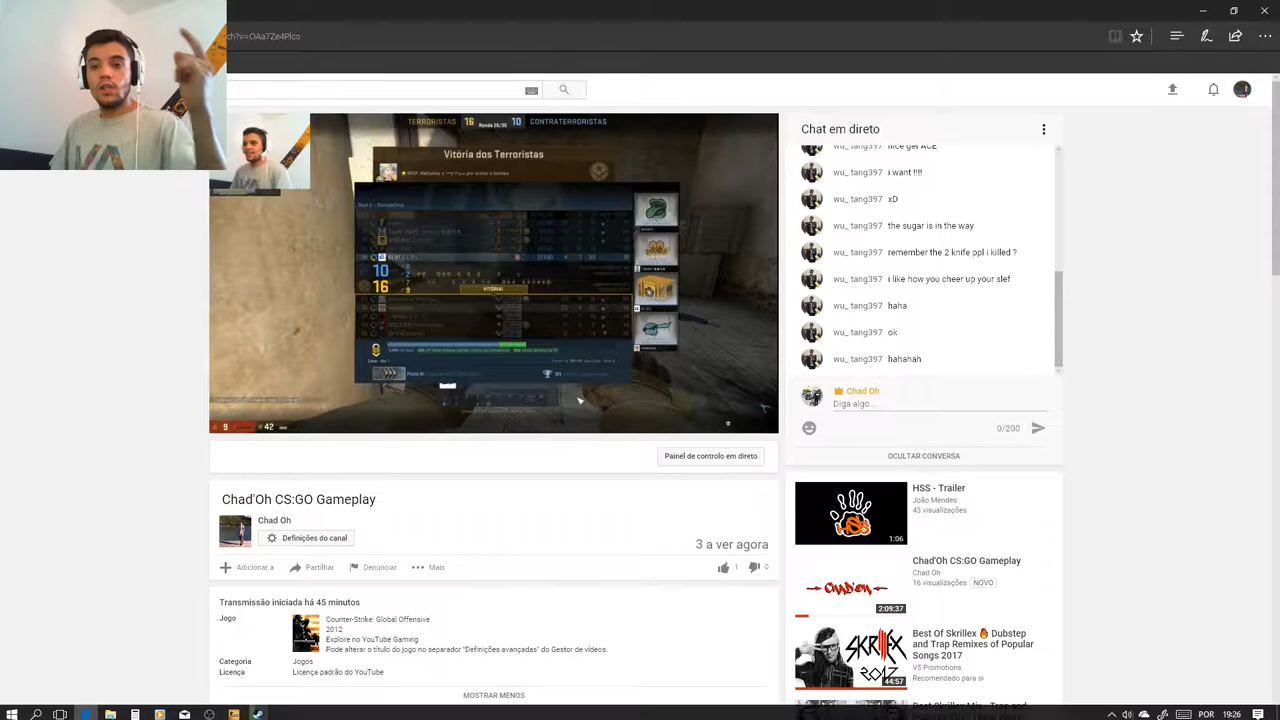 ch?v=OAa7Ze4Plco
TERRORISTAS 16 Ronda 26/30 10 CONTRATERRORISTAS
Vitória dos Terroristas
10
16
VITÓRIA!
9
42
Chat em direto
wu_tang397 nice get ACE
wu_tang397 i want !!!!
wu_tang397 xD
wu_tang397 the sugar is in the way
wu_tang397 remember the 2 knife ppl i killed ?
wu_tang397 i like how you cheer up your slef
wu_tang397 haha
wu_tang397 ok
wu_tang397 hahahah
Chad Oh
Diga algo...
0/200
OCULTAR CONVERSA
Painel de controlo em direto
Chad'Oh CS:GO Gameplay
Chad Oh
Definições do canal
3 a ver agora
Adicionar a
Partilhar
Denunciar
Mais
1
0
Transmissão iniciada há 45 minutos
Jogo
Counter-Strike: Global Offensive
2012
Explore no YouTube Gaming
Pode alterar o título do jogo no separador "Definições avançadas" do Gestor de vídeos.
Categoria Jogos
Licença Licença padrão do YouTube
MOSTRAR MENOS
HSS - Trailer
João Mendes
43 visualizações
1:06
Chad'Oh CS:GO Gameplay
Chad Oh
16 visualizações NOVO
CHAD'OH
2:09:37
Best Of Skrillex 🔥 Dubstep
and Trap Remixes of Popular
Songs 2017
V5 Promotions
Recomendado para si
SKRILLEX
2017
44:57
POR